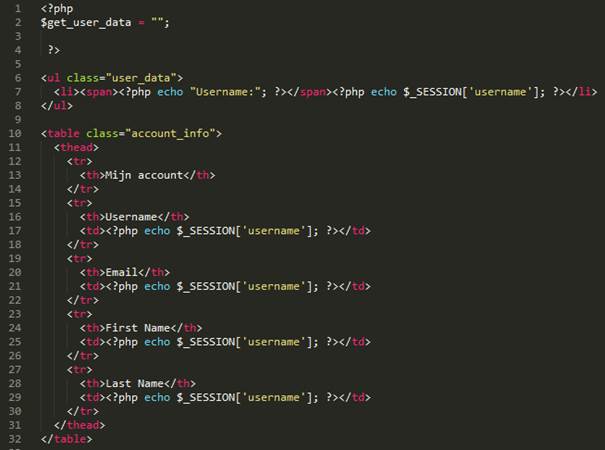 1 <?php
2 $get_user_data = "";
3
4 ?>
5
6 <ul class="user_data">
7 <li><span><?php echo "Username:"; ?></span><?php echo $_SESSION['username']; ?></li>
8 </ul>
9
10 <table class="account_info">
11 <thead>
12 <tr>
13 <th>Mijn account</th>
14 </tr>
15 <tr>
16 <th>Username</th>
17 <td><?php echo $_SESSION['username']; ?></td>
18 </tr>
19 <tr>
20 <th>Email</th>
21 <td><?php echo $_SESSION['username']; ?></td>
22 </tr>
23 <tr>
24 <th>First Name</th>
25 <td><?php echo $_SESSION['username']; ?></td>
26 </tr>
27 <tr>
28 <th>Last Name</th>
29 <td><?php echo $_SESSION['username']; ?></td>
30 </tr>
31 </thead>
32 </table>